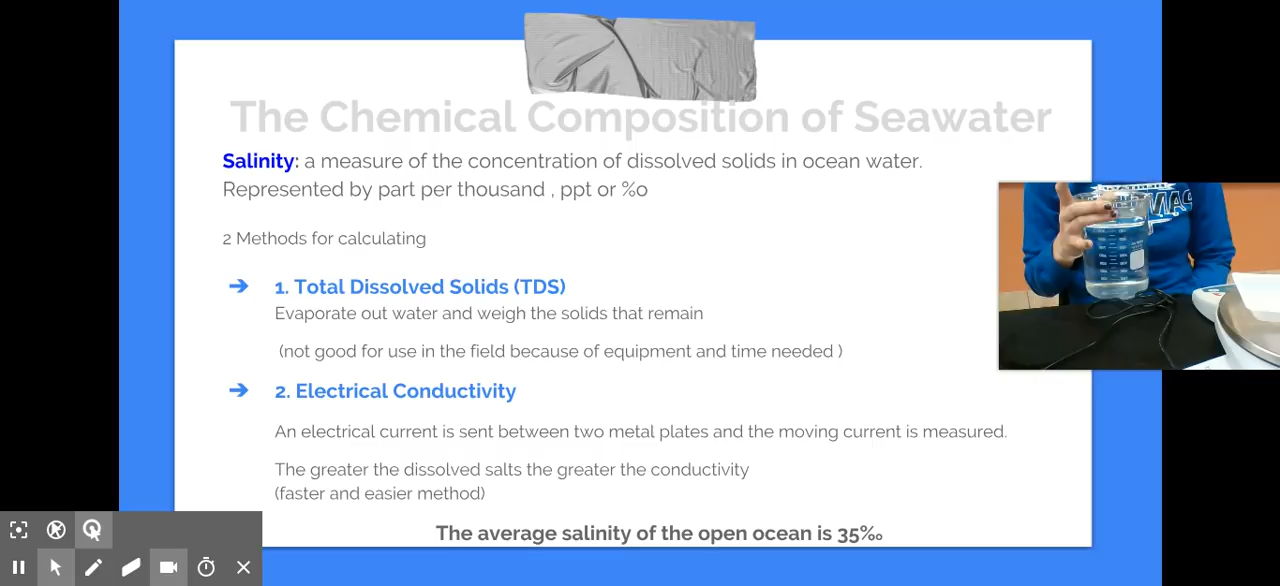 The Chemical Composition of Seawater
Salinity: a measure of the concentration of dissolved solids in ocean water.
Represented by part per thousand , ppt or %o
2 Methods for calculating
➔ 1. Total Dissolved Solids (TDS)
Evaporate out water and weigh the solids that remain
(not good for use in the field because of equipment and time needed )
➔ 2. Electrical Conductivity
An electrical current is sent between two metal plates and the moving current is measured.
The greater the dissolved salts the greater the conductivity
(faster and easier method)
The average salinity of the open ocean is 35‰